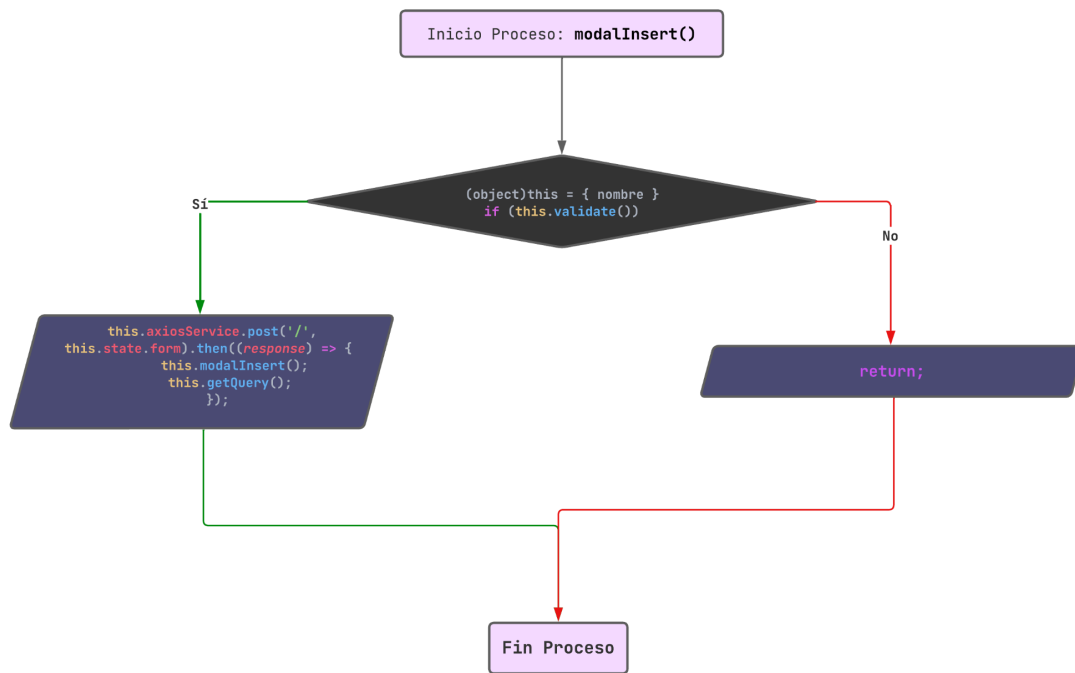 Inicio Proceso: modalInsert()
(object)this = { nombre }
if (this.validate())
Sí
No
this.axiosService.post('/',
this.state.form).then((response) => {
this.modalInsert();
this.getQuery();
});
return;
Fin Proceso